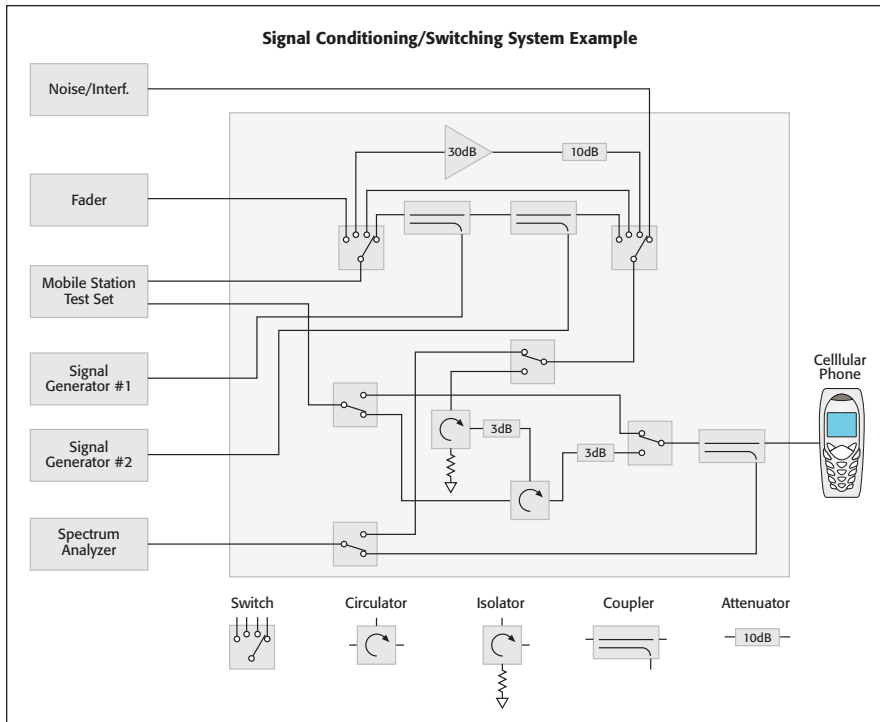 Signal Conditioning/Switching System Example
Noise/Interf.
30dB
10dB
Fader
Mobile Station
Test Set
Signal
Generator #1
Celllular
Phone
3dB
Signal
Generator #2
3dB
Spectrum
Analyzer
Switch
Circulator
Isolator
Coupler
Attenuator
10dB